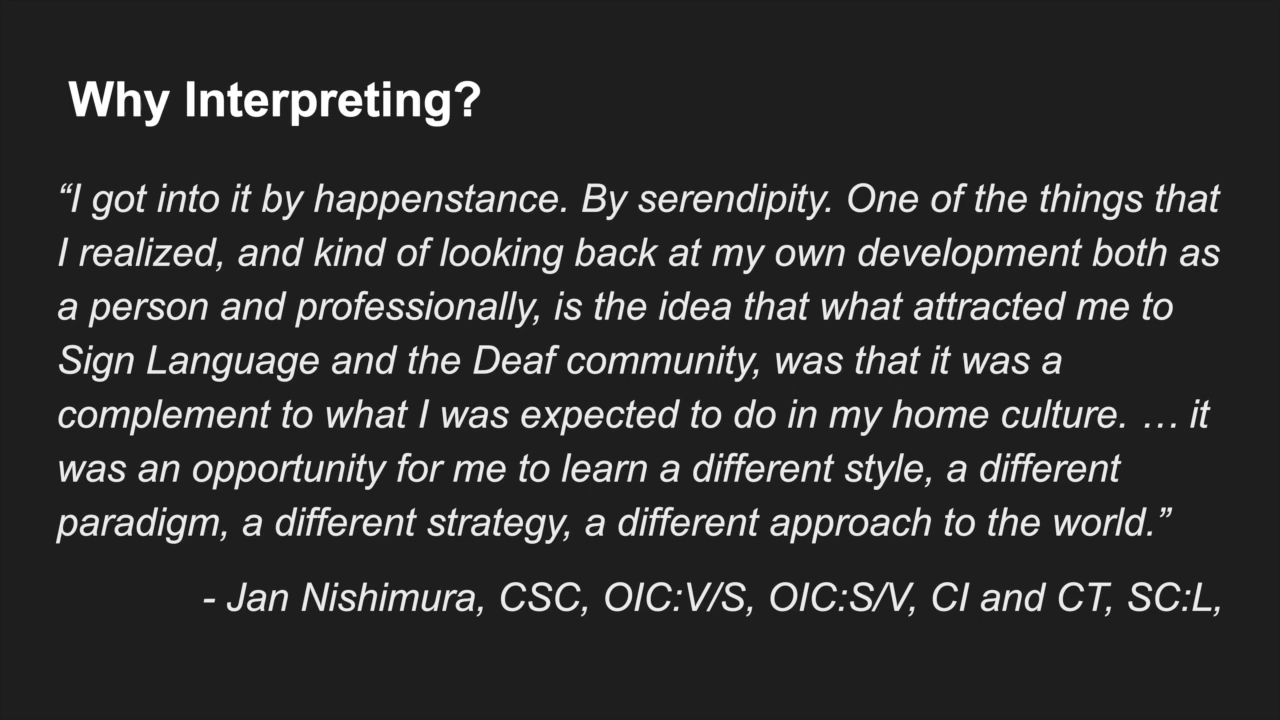 Why Interpreting?
“I got into it by happenstance. By serendipity. One of the things that
I realized, and kind of looking back at my own development both as
a person and professionally, is the idea that what attracted me to
Sign Language and the Deaf community, was that it was a
complement to what I was expected to do in my home culture. … it
was an opportunity for me to learn a different style, a different
paradigm, a different strategy, a different approach to the world.”
- Jan Nishimura, CSC, OIC:V/S, OIC:S/V, CI and CT, SC:L,